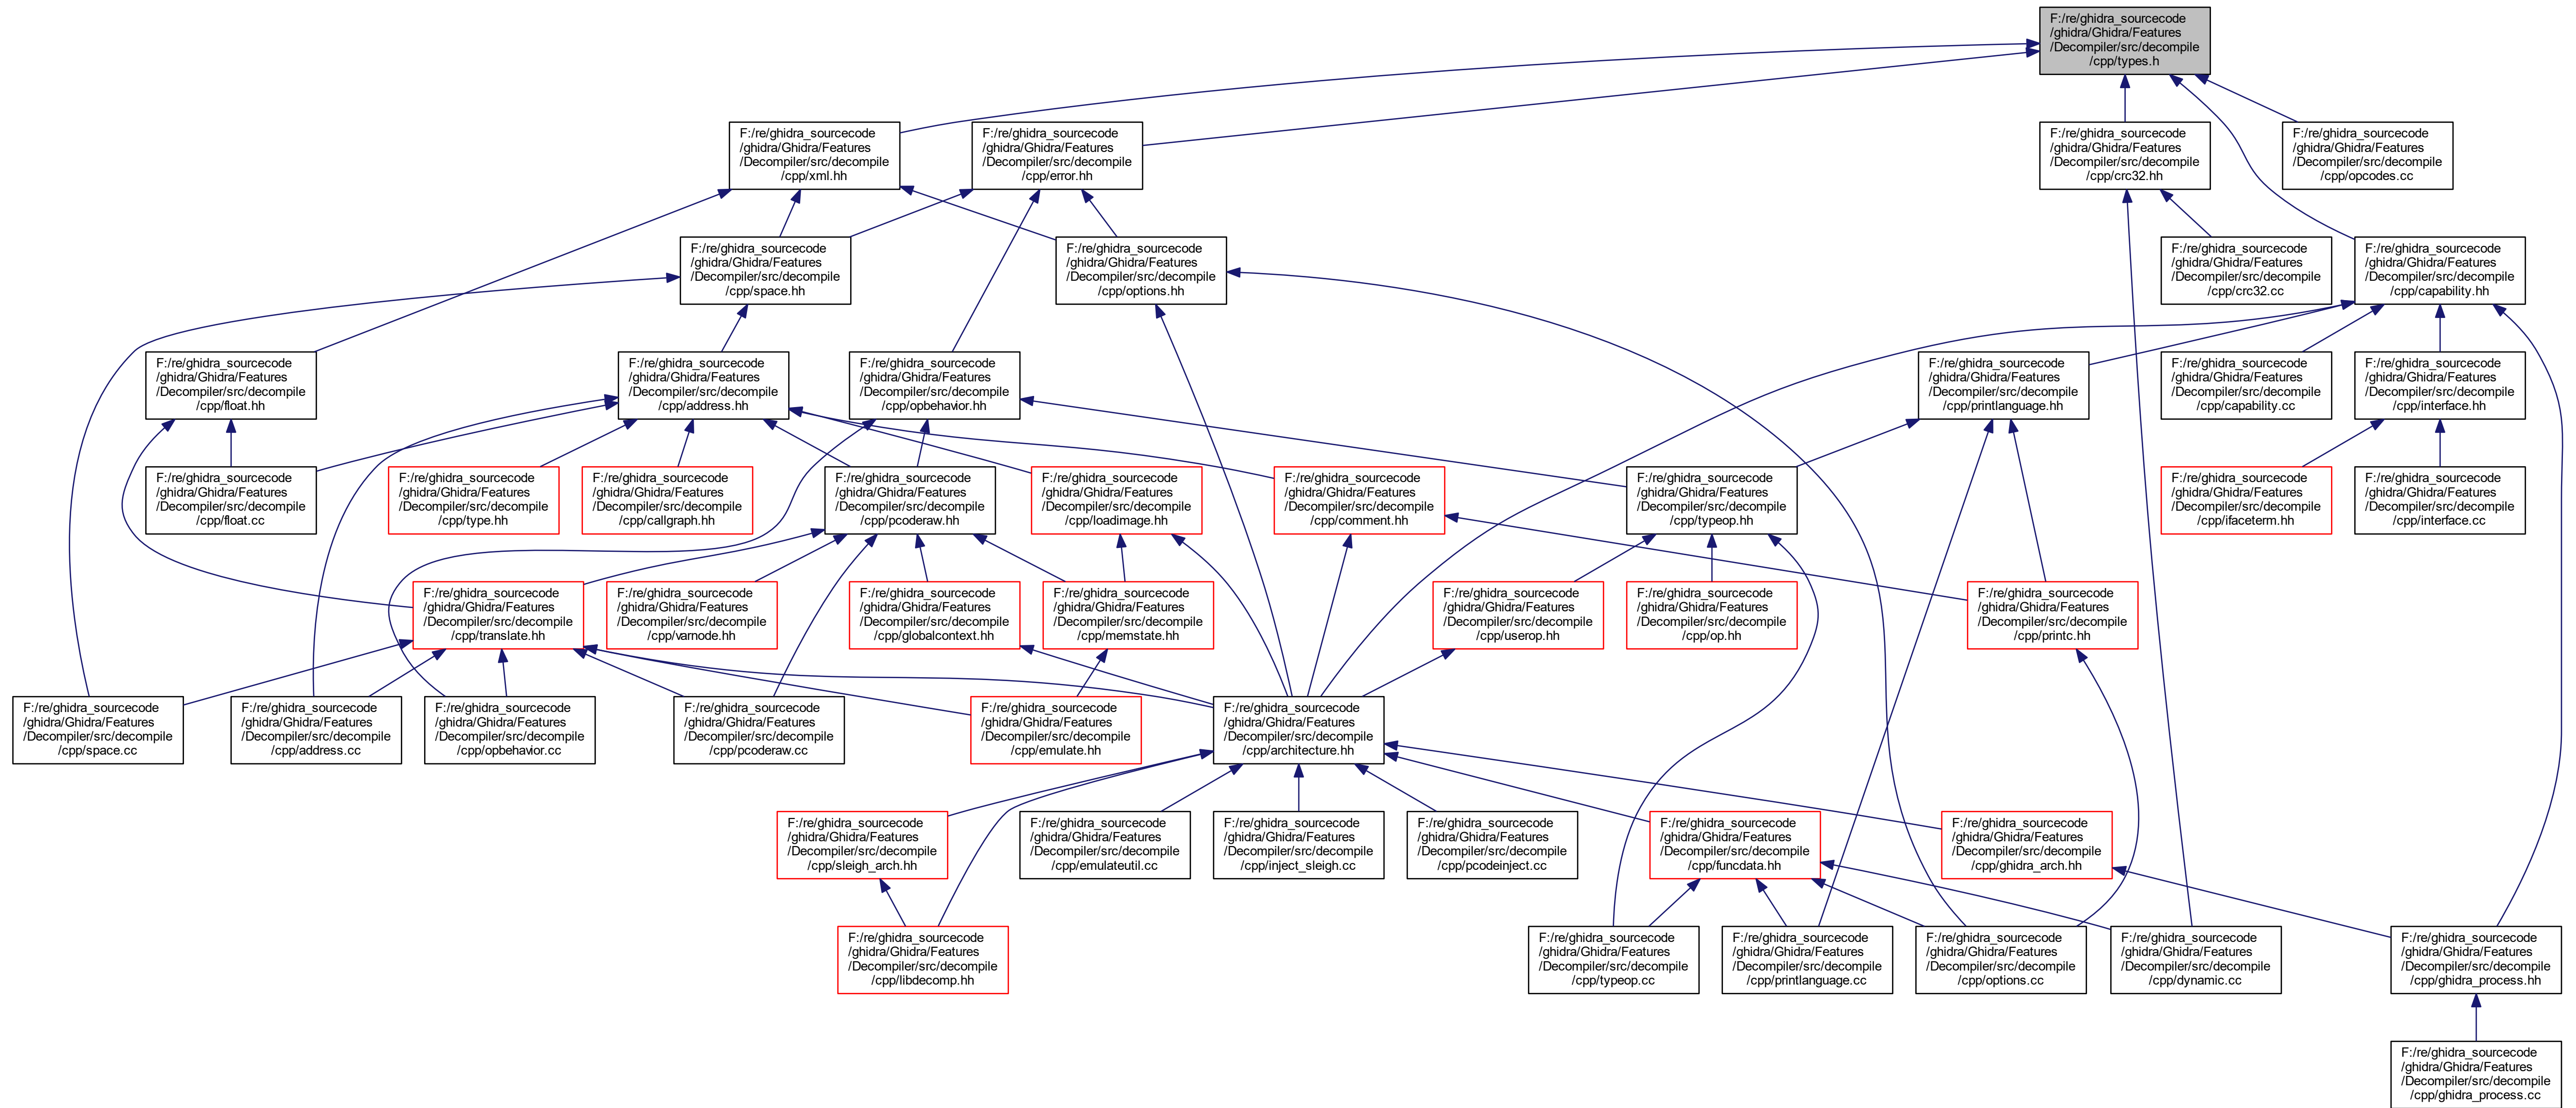 F:/re/ghidra_sourcecode
/ghidra/Ghidra/Features
/Decompiler/src/decompile
/cpp/types.h
F:/re/ghidra_sourcecode
/ghidra/Ghidra/Features
/Decompiler/src/decompile
/cpp/xml.hh
F:/re/ghidra_sourcecode
/ghidra/Ghidra/Features
/Decompiler/src/decompile
/cpp/error.hh
F:/re/ghidra_sourcecode
/ghidra/Ghidra/Features
/Decompiler/src/decompile
/cpp/crc32.hh
F:/re/ghidra_sourcecode
/ghidra/Ghidra/Features
/Decompiler/src/decompile
/cpp/opcodes.cc
F:/re/ghidra_sourcecode
/ghidra/Ghidra/Features
/Decompiler/src/decompile
/cpp/space.hh
F:/re/ghidra_sourcecode
/ghidra/Ghidra/Features
/Decompiler/src/decompile
/cpp/options.hh
F:/re/ghidra_sourcecode
/ghidra/Ghidra/Features
/Decompiler/src/decompile
/cpp/crc32.cc
F:/re/ghidra_sourcecode
/ghidra/Ghidra/Features
/Decompiler/src/decompile
/cpp/capability.hh
F:/re/ghidra_sourcecode
/ghidra/Ghidra/Features
/Decompiler/src/decompile
/cpp/float.hh
F:/re/ghidra_sourcecode
/ghidra/Ghidra/Features
/Decompiler/src/decompile
/cpp/address.hh
F:/re/ghidra_sourcecode
/ghidra/Ghidra/Features
/Decompiler/src/decompile
/cpp/opbehavior.hh
F:/re/ghidra_sourcecode
/ghidra/Ghidra/Features
/Decompiler/src/decompile
/cpp/printlanguage.hh
F:/re/ghidra_sourcecode
/ghidra/Ghidra/Features
/Decompiler/src/decompile
/cpp/capability.cc
F:/re/ghidra_sourcecode
/ghidra/Ghidra/Features
/Decompiler/src/decompile
/cpp/interface.hh
F:/re/ghidra_sourcecode
/ghidra/Ghidra/Features
/Decompiler/src/decompile
/cpp/float.cc
F:/re/ghidra_sourcecode
/ghidra/Ghidra/Features
/Decompiler/src/decompile
/cpp/type.hh
F:/re/ghidra_sourcecode
/ghidra/Ghidra/Features
/Decompiler/src/decompile
/cpp/callgraph.hh
F:/re/ghidra_sourcecode
/ghidra/Ghidra/Features
/Decompiler/src/decompile
/cpp/pcoderaw.hh
F:/re/ghidra_sourcecode
/ghidra/Ghidra/Features
/Decompiler/src/decompile
/cpp/loadimage.hh
F:/re/ghidra_sourcecode
/ghidra/Ghidra/Features
/Decompiler/src/decompile
/cpp/comment.hh
F:/re/ghidra_sourcecode
/ghidra/Ghidra/Features
/Decompiler/src/decompile
/cpp/typeop.hh
F:/re/ghidra_sourcecode
/ghidra/Ghidra/Features
/Decompiler/src/decompile
/cpp/ifaceterm.hh
F:/re/ghidra_sourcecode
/ghidra/Ghidra/Features
/Decompiler/src/decompile
/cpp/interface.cc
F:/re/ghidra_sourcecode
/ghidra/Ghidra/Features
/Decompiler/src/decompile
/cpp/translate.hh
F:/re/ghidra_sourcecode
/ghidra/Ghidra/Features
/Decompiler/src/decompile
/cpp/varnode.hh
F:/re/ghidra_sourcecode
/ghidra/Ghidra/Features
/Decompiler/src/decompile
/cpp/globalcontext.hh
F:/re/ghidra_sourcecode
/ghidra/Ghidra/Features
/Decompiler/src/decompile
/cpp/memstate.hh
F:/re/ghidra_sourcecode
/ghidra/Ghidra/Features
/Decompiler/src/decompile
/cpp/userop.hh
F:/re/ghidra_sourcecode
/ghidra/Ghidra/Features
/Decompiler/src/decompile
/cpp/op.hh
F:/re/ghidra_sourcecode
/ghidra/Ghidra/Features
/Decompiler/src/decompile
/cpp/printc.hh
F:/re/ghidra_sourcecode
/ghidra/Ghidra/Features
/Decompiler/src/decompile
/cpp/space.cc
F:/re/ghidra_sourcecode
/ghidra/Ghidra/Features
/Decompiler/src/decompile
/cpp/address.cc
F:/re/ghidra_sourcecode
/ghidra/Ghidra/Features
/Decompiler/src/decompile
/cpp/opbehavior.cc
F:/re/ghidra_sourcecode
/ghidra/Ghidra/Features
/Decompiler/src/decompile
/cpp/pcoderaw.cc
F:/re/ghidra_sourcecode
/ghidra/Ghidra/Features
/Decompiler/src/decompile
/cpp/emulate.hh
F:/re/ghidra_sourcecode
/ghidra/Ghidra/Features
/Decompiler/src/decompile
/cpp/architecture.hh
F:/re/ghidra_sourcecode
/ghidra/Ghidra/Features
/Decompiler/src/decompile
/cpp/sleigh_arch.hh
F:/re/ghidra_sourcecode
/ghidra/Ghidra/Features
/Decompiler/src/decompile
/cpp/emulateutil.cc
F:/re/ghidra_sourcecode
/ghidra/Ghidra/Features
/Decompiler/src/decompile
/cpp/inject_sleigh.cc
F:/re/ghidra_sourcecode
/ghidra/Ghidra/Features
/Decompiler/src/decompile
/cpp/pcodeinject.cc
F:/re/ghidra_sourcecode
/ghidra/Ghidra/Features
/Decompiler/src/decompile
/cpp/funcdata.hh
F:/re/ghidra_sourcecode
/ghidra/Ghidra/Features
/Decompiler/src/decompile
/cpp/ghidra_arch.hh
F:/re/ghidra_sourcecode
/ghidra/Ghidra/Features
/Decompiler/src/decompile
/cpp/libdecomp.hh
F:/re/ghidra_sourcecode
/ghidra/Ghidra/Features
/Decompiler/src/decompile
/cpp/typeop.cc
F:/re/ghidra_sourcecode
/ghidra/Ghidra/Features
/Decompiler/src/decompile
/cpp/printlanguage.cc
F:/re/ghidra_sourcecode
/ghidra/Ghidra/Features
/Decompiler/src/decompile
/cpp/options.cc
F:/re/ghidra_sourcecode
/ghidra/Ghidra/Features
/Decompiler/src/decompile
/cpp/dynamic.cc
F:/re/ghidra_sourcecode
/ghidra/Ghidra/Features
/Decompiler/src/decompile
/cpp/ghidra_process.hh
F:/re/ghidra_sourcecode
/ghidra/Ghidra/Features
/Decompiler/src/decompile
/cpp/ghidra_process.cc